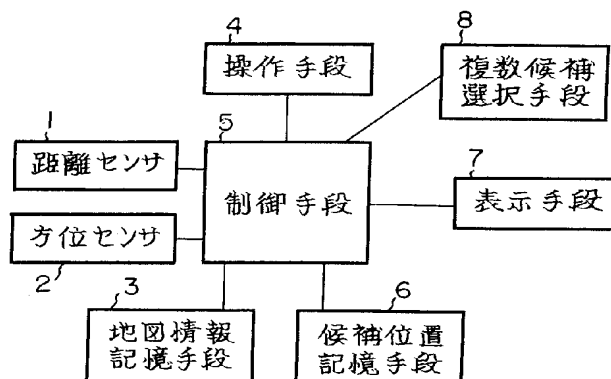 4
操作手段
8
複数候補
選択手段
1
距離センサ
5
制御手段
7
表示手段
方位センサ
2
3
地図情報
記憶手段
6
候補位置
記憶手段